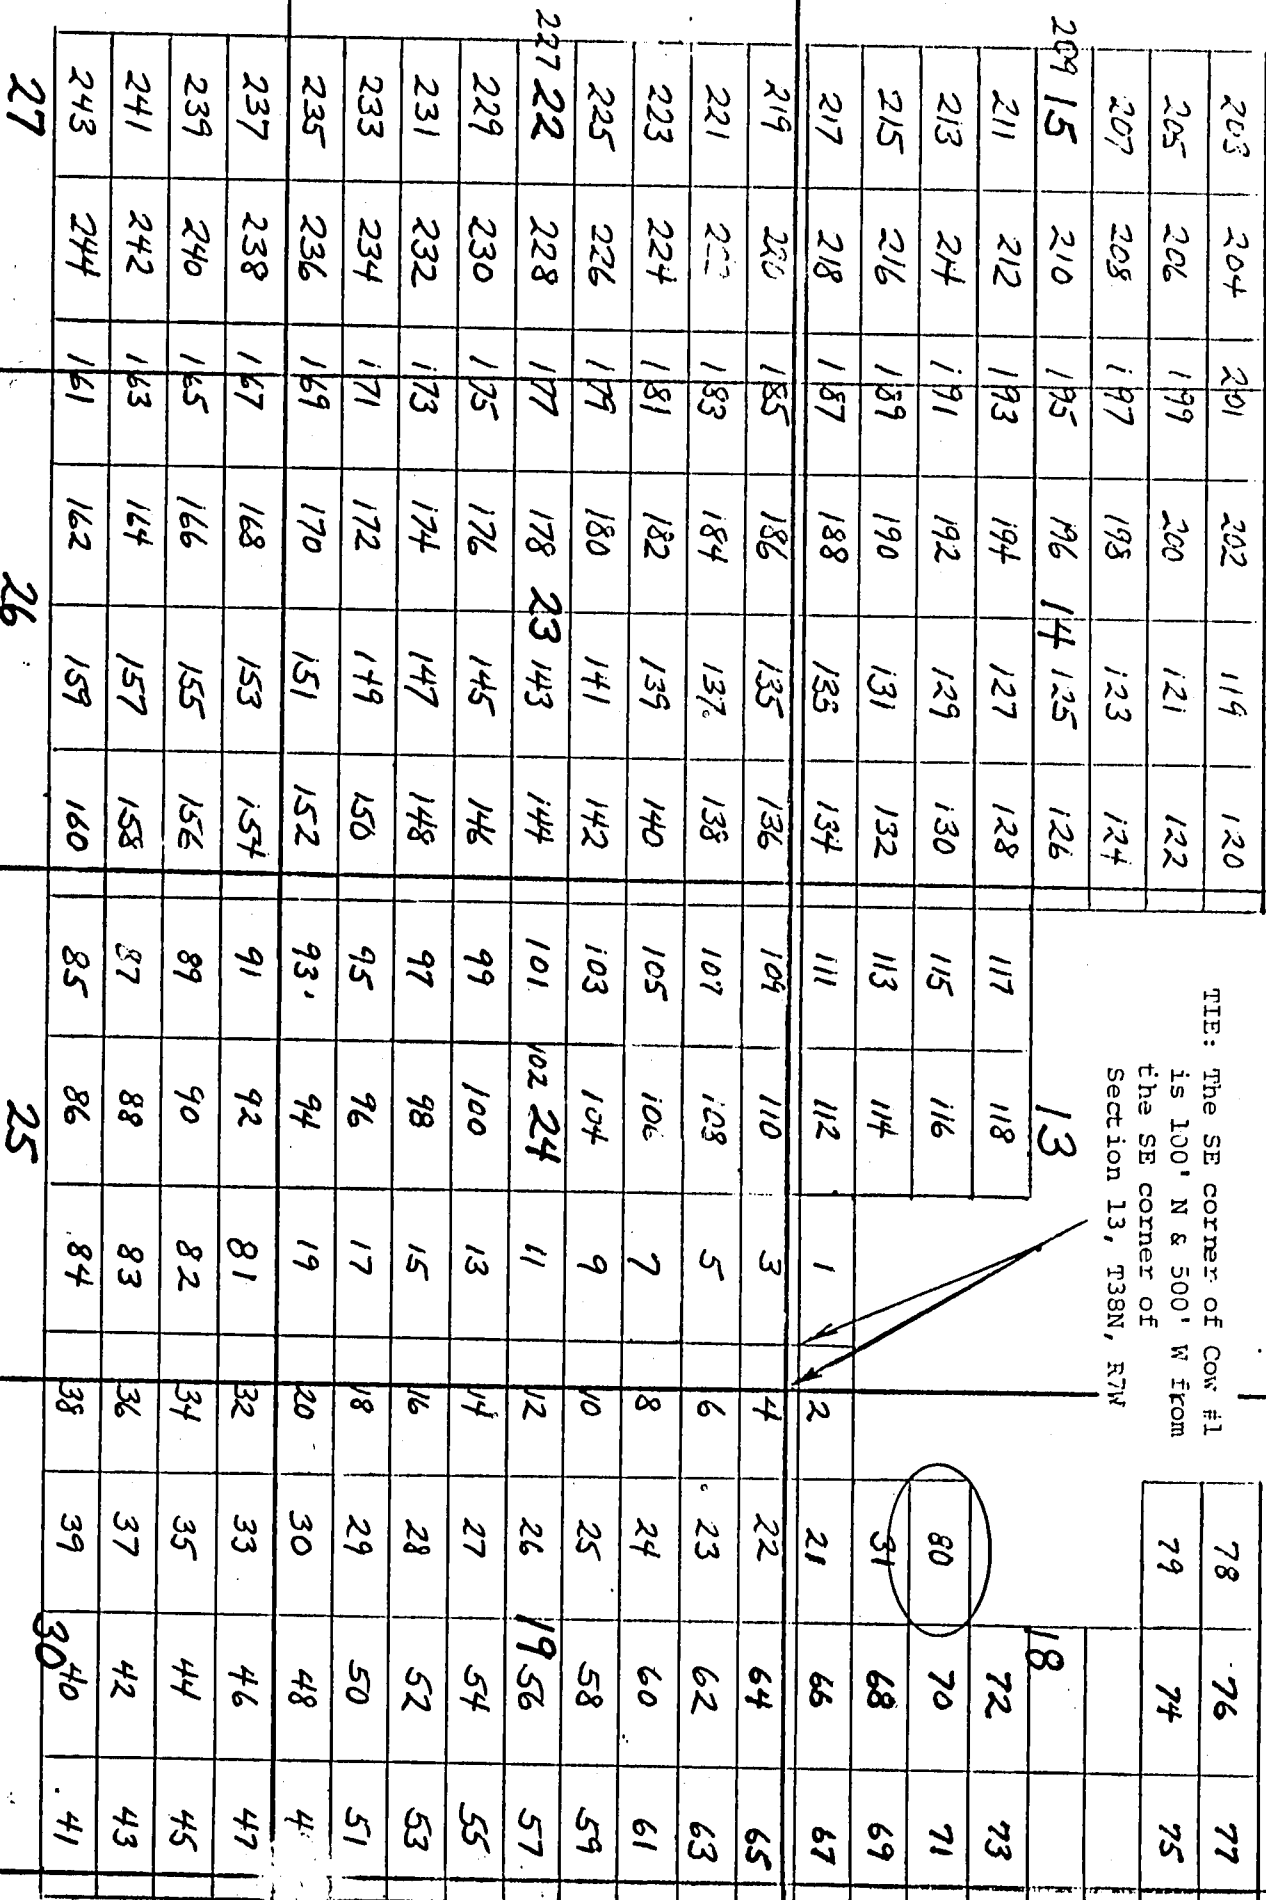 203 204 201 202 119 120 78 76 77
205 206 199 200 121 122 79 74 75
TIE: The SE corner of Cow #1
is 100' N & 500' W from
the SE corner of
Section 13, T38N, R7W
207 208 197 198 123 124
209 15 210 195 196 14 125 126 13 18
211 212 193 194 127 128 117 118 72 73
213 214 191 192 129 130 115 116 80 70 71
215 216 189 190 131 132 113 114 31 68 69
217 218 187 188 133 134 111 112 1 2 21 66 67
219 220 185 186 135 136 109 110 3 4 22 64 65
221 183 184 137 138 107 108 5 6 23 62 63
223 224 181 182 139 140 105 106 7 8 24 60 61
225 226 179 180 141 142 103 104 9 10 25 58 59
227 22 228 177 178 23 143 144 101 102 24 11 12 26 19 56 57
229 230 175 176 145 146 99 100 13 14 27 54 55
231 232 173 174 147 148 97 98 15 16 28 52 53
233 234 171 172 149 150 95 96 17 18 29 50 51
235 236 169 170 151 152 93 94 19 20 30 48
237 238 167 168 153 154 91 92 81 32 33 46 47
239 240 165 166 155 156 89 90 82 34 35 44 45
241 242 163 164 157 158 87 88 83 36 37 42 43
243 244 161 162 159 160 85 86 84 38 39 40 41
27 26 25 30